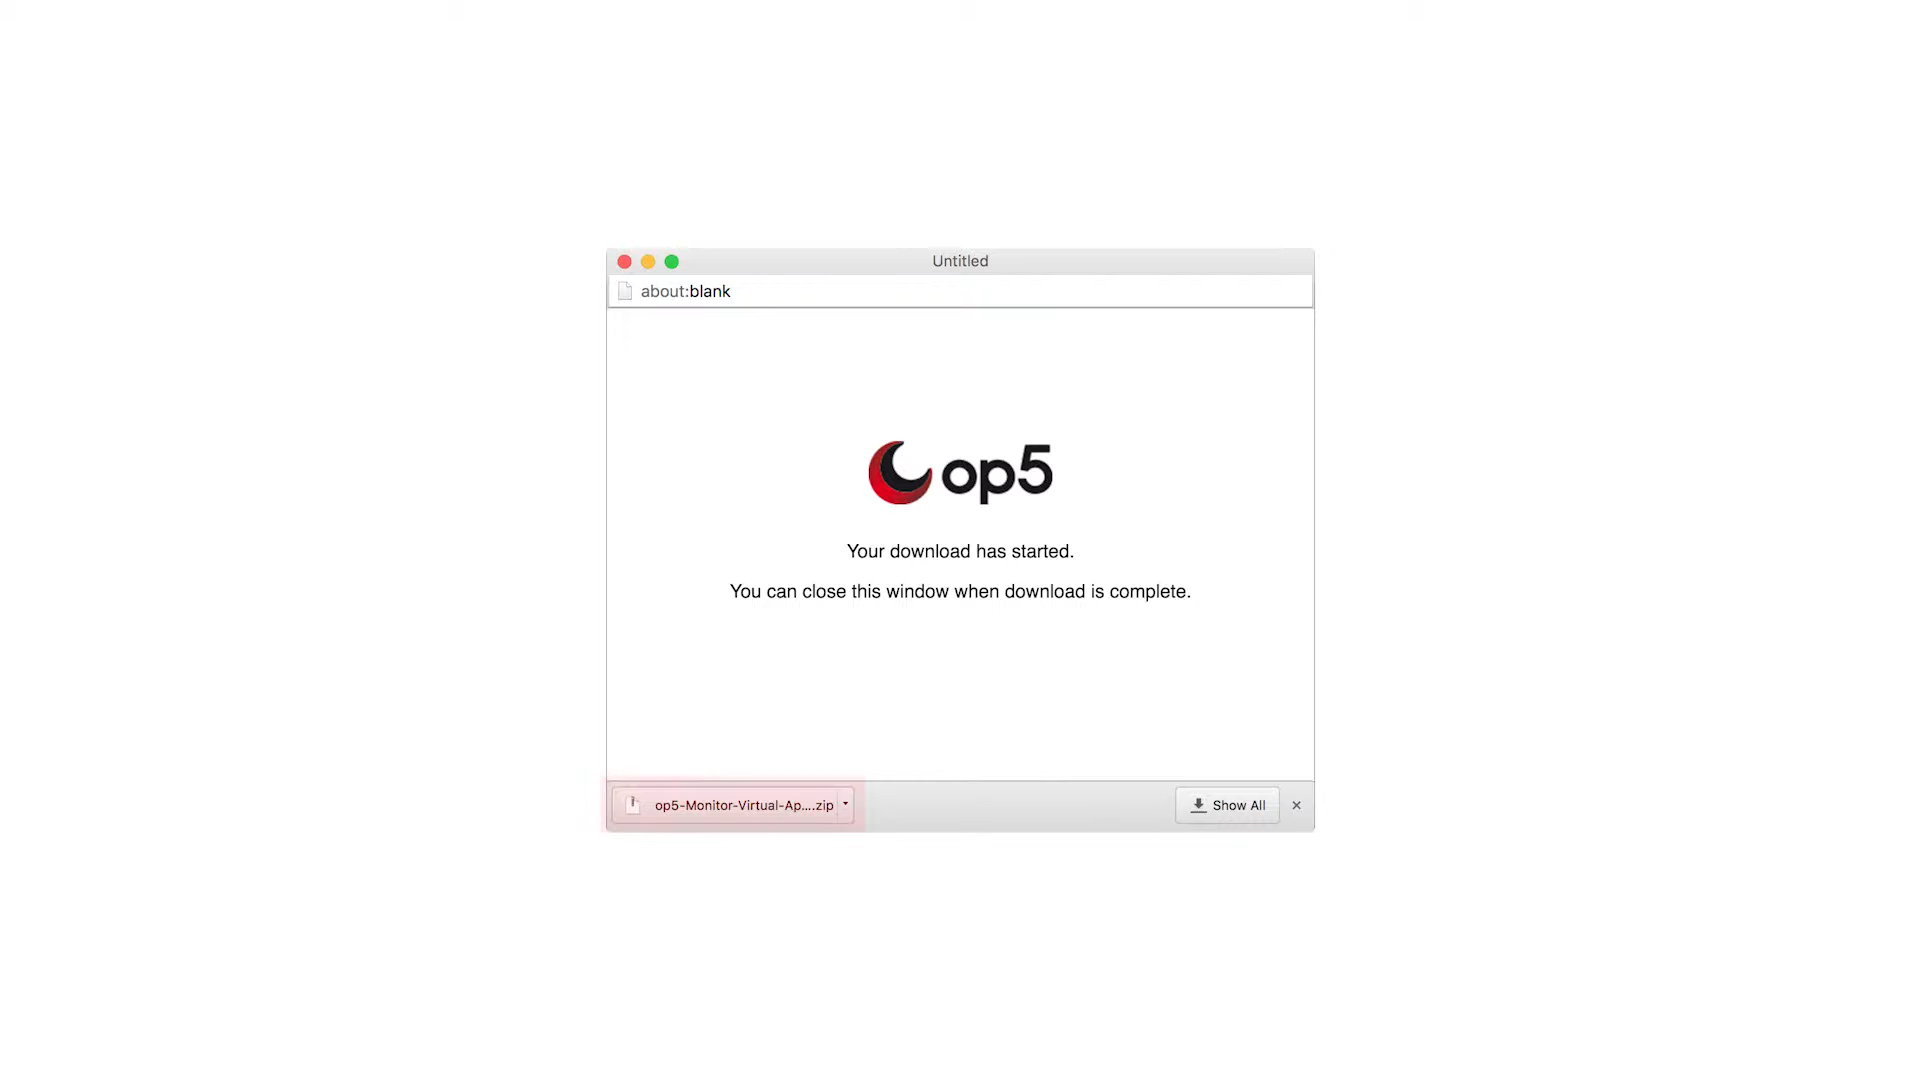 Untitled
about:blank
op5
Your download has started.
You can close this window when download is complete.
op5-Monitor-Virtual-Ap....zip
Show All